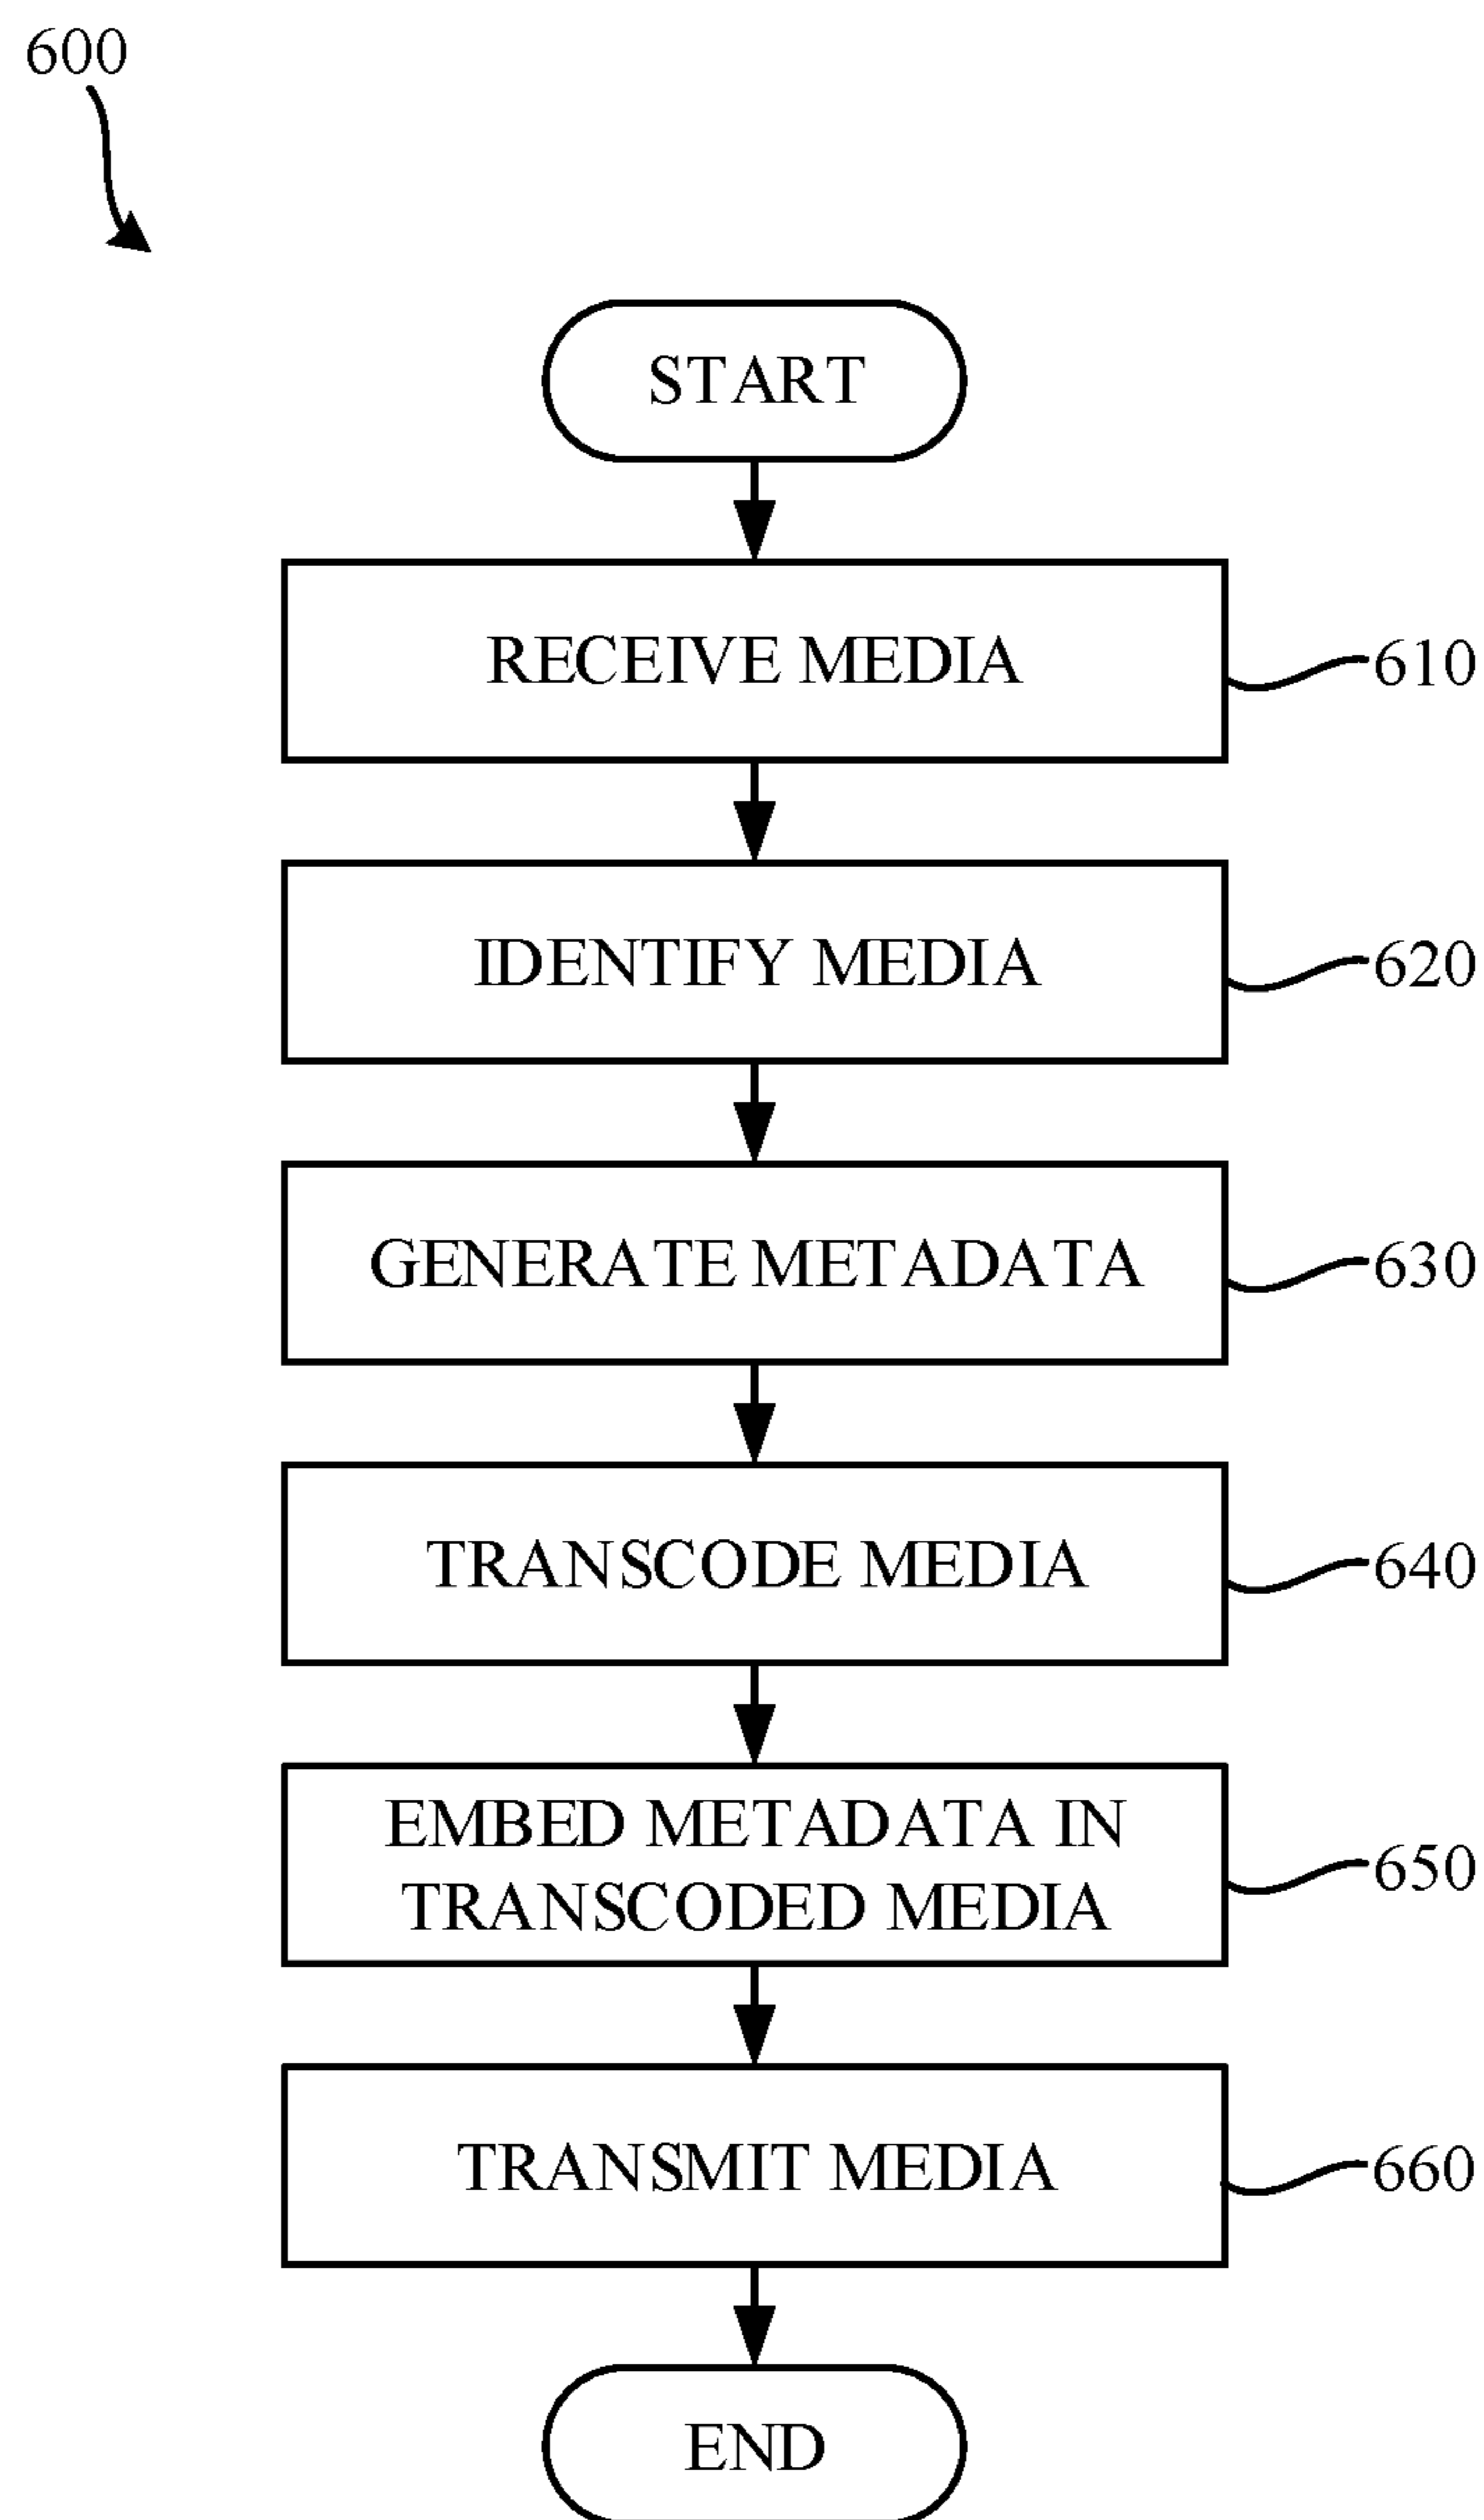 600
START
RECEIVE MEDIA
610
IDENTIFY MEDIA
620
GENERATE METADATA
630
TRANSCODE MEDIA
640
EMBED METADATA IN
TRANSCODED MEDIA
650
TRANSMIT MEDIA
660
END